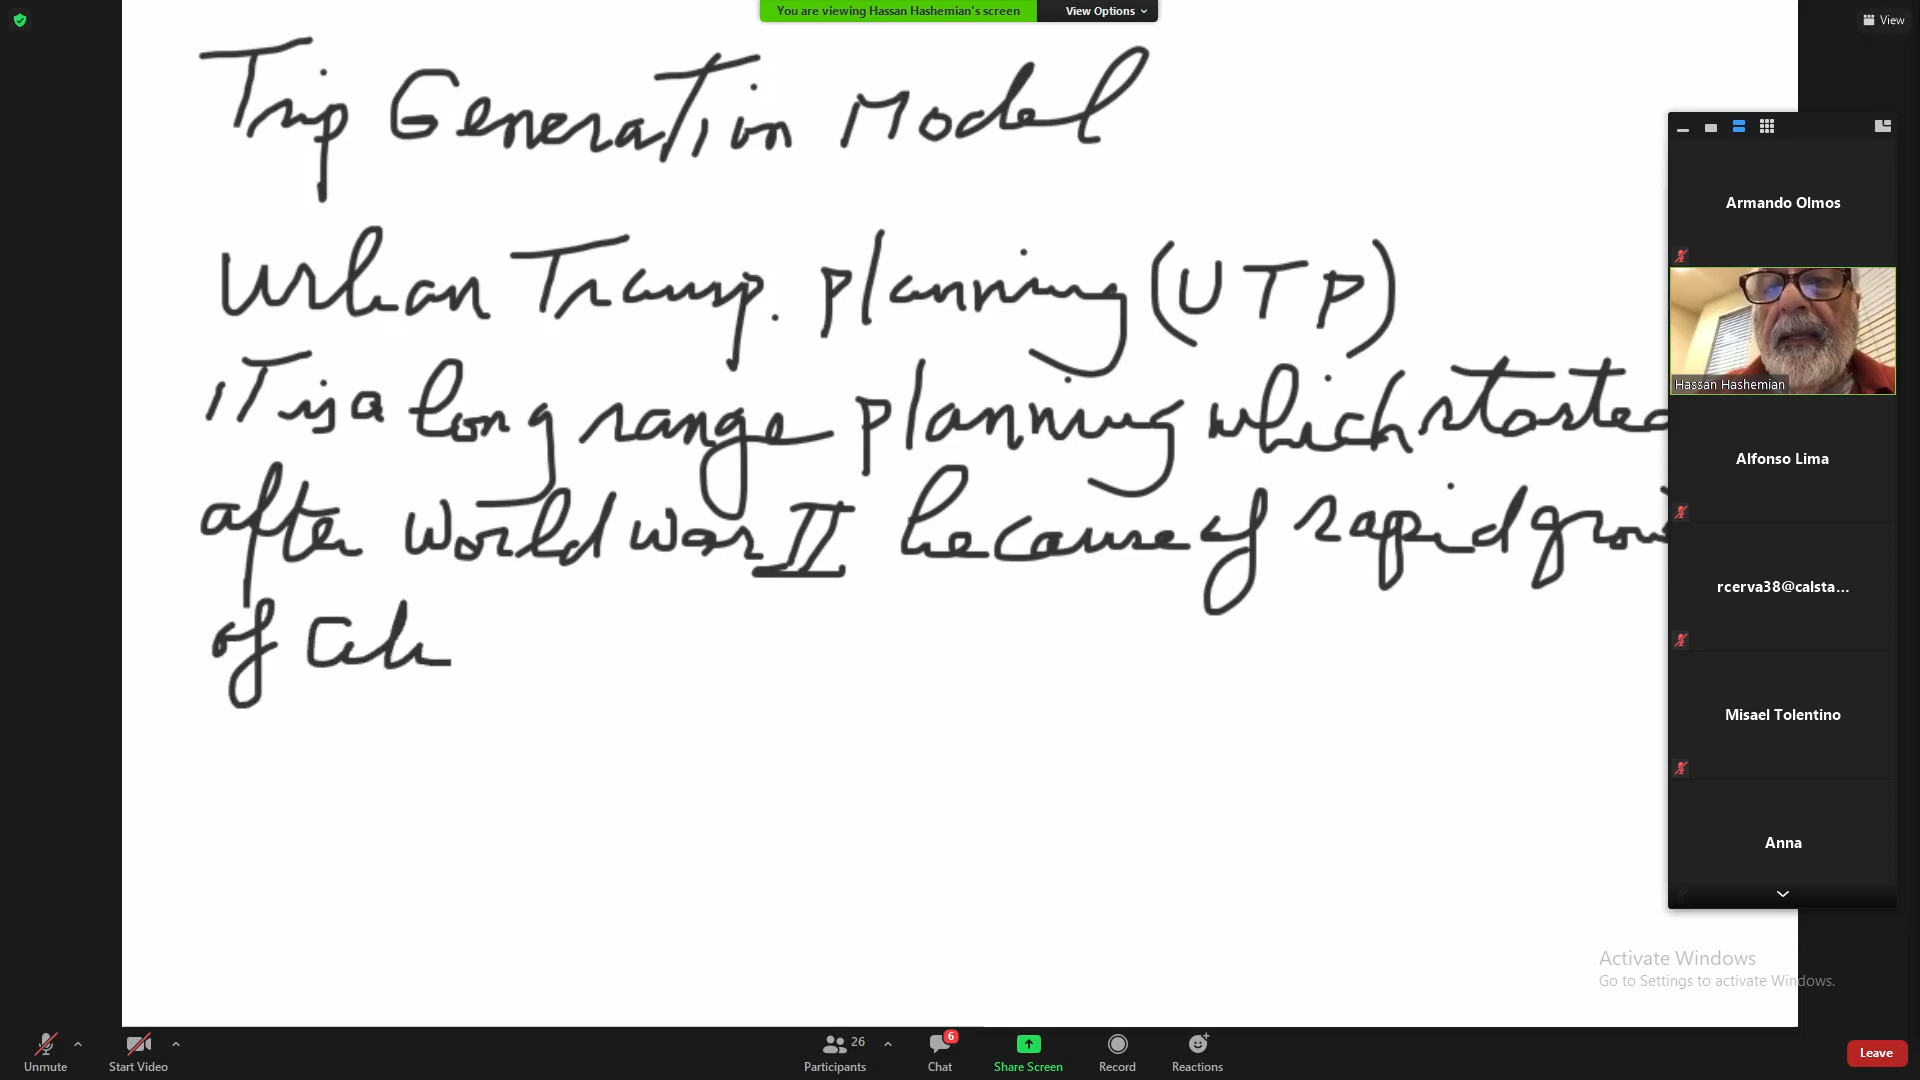 You are viewing Hassan Hashemian's screen
View Options
View
Trip Generation Model
Urban Transp. planning (UTP)
IT is a long range planning which started
after world war II because of rapid grow
of
Armando Olmos
Hassan Hashemian
Alfonso Lima
rcerva38@calsta...
Misael Tolentino
Anna
Activate Windows
Go to Settings to activate Windows.
Unmute
Start Video
Participants
26
Chat
6
Share Screen
Record
Reactions
Leave